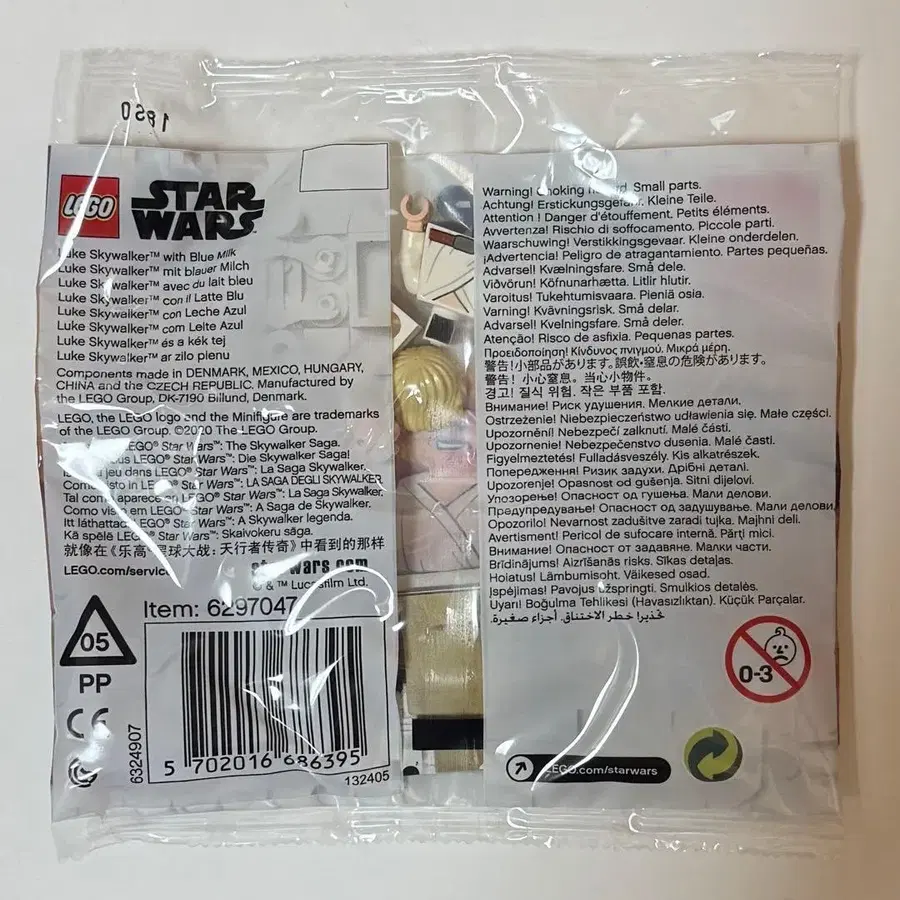 1850
LEGO
STAR
WARS
Luke Skywalker™ with Blue Milk
Luke Skywalker™ mit blauer Milch
Luke Skywalker™ avec du lait bleu
Luke Skywalker™ con il Latte Blu
Luke Skywalker™ con Leche Azul
Luke Skywalker™ com Leite Azul
Luke Skywalker™ és a kék tej
Luke Skywalker™ ar zilo pienu
Components made in DENMARK, MEXICO, HUNGARY,
CHINA and the CZECH REPUBLIC. Manufactured by
the LEGO Group, DK-7190 Billund, Denmark.
LEGO, the LEGO logo and the Minifigure are trademarks
of the LEGO Group. ©2020 The LEGO Group.
LEGO® Star Wars™: The Skywalker Saga.
LEGO® Star Wars™: Die Skywalker Saga!
jeu dans LEGO® Star Wars™: La Saga Skywalker.
Come visto in LEGO® Star Wars™: LA SAGA DEGLI SKYWALKER.
Tal como aparece en LEGO® Star Wars™: La Saga Skywalker.
Como visto em LEGO® Star Wars™: A Saga de Skywalker.
Itt láthattad: LEGO® Star Wars™: A Skywalker legenda.
Kā spēlē LEGO® Star Wars™: Skaivokeru sāga.
就像在《乐高®星球大战:天行者传奇》中看到的那样
LEGO.com/service
starwars.com
© & ™ Lucasfilm Ltd.
Item: 6297047
05
PP
CE
6324907
5 702016 686395
132405
Warning! Choking hazard. Small parts.
Achtung! Erstickungsgefahr. Kleine Teile.
Attention ! Danger d'étouffement. Petits éléments.
Avvertenza! Rischio di soffocamento. Piccole parti.
Waarschuwing! Verstikkingsgevaar. Kleine onderdelen.
¡Advertencia! Peligro de atragantamiento. Partes pequeñas.
Advarsel! Kvælningsfare. Små dele.
Viðvörun! Köfnunarhætta. Litlir hlutir.
Varoitus! Tukehtumisvaara. Pieniä osia.
Varning! Kvävningsrisk. Små delar.
Advarsel! Kvelningsfare. Små deler.
Atenção! Risco de asfixia. Pequenas partes.
Προειδοποίηση! Κίνδυνος πνιγμού. Μικρά μέρη.
警告!小部品があります。誤飲・窒息の危険があります。
警告! 小心窒息。当心小物件。
경고! 질식 위험. 작은 부품 포함.
Внимание! Риск удушения. Мелкие детали.
Ostrzeżenie! Niebezpieczeństwo udławienia się. Małe części.
Upozornění! Nebezpečí zalknutí. Malé části.
Upozornenie! Nebezpečenstvo dusenia. Malé časti.
Figyelmeztetés! Fulladásveszély. Kis alkatrészek.
Попередження! Ризик задухи. Дрібні деталі.
Upozorenje! Opasnost od gušenja. Sitni dijelovi.
Упозорење! Опасност од гушења. Мали делови.
Предупредување! Опасност од задушување. Мали делови.
Opozorilo! Nevarnost zadušitve zaradi tujka. Majhni deli.
Avertisment! Pericol de sufocare internă. Părţi mici.
Внимание! Опасност от задавяне. Малки части.
Brīdinājums! Aizrīšanās risks. Sīkas detaļas.
Hoiatus! Lämbumisoht. Väikesed osad.
Įspėjimas! Pavojus užspringti. Smulkios detalės.
Uyarı! Boğulma Tehlikesi (Havasızlıktan). Küçük Parçalar.
تحذير! خطر الاختناق. أجزاء صغيرة.
0-3
LEGO.com/starwars